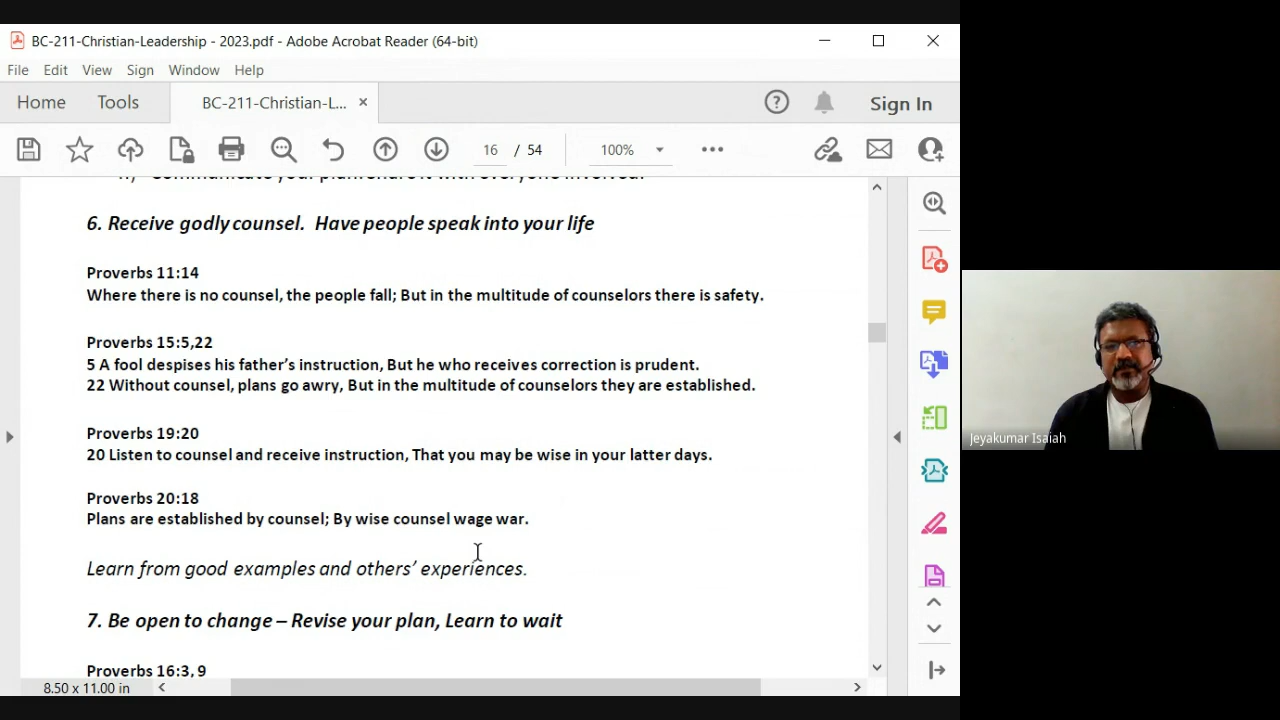 BC-211-Christian-Leadership - 2023.pdf - Adobe Acrobat Reader (64-bit)
File Edit View Sign Window Help
Home Tools BC-211-Christian-L... × Sign In
16 / 54 100%
6. Receive godly counsel. Have people speak into your life
Proverbs 11:14
Where there is no counsel, the people fall; But in the multitude of counselors there is safety.
Proverbs 15:5,22
5 A fool despises his father's instruction, But he who receives correction is prudent.
22 Without counsel, plans go awry, But in the multitude of counselors they are established.
Proverbs 19:20
20 Listen to counsel and receive instruction, That you may be wise in your latter days.
Proverbs 20:18
Plans are established by counsel; By wise counsel wage war.
Learn from good examples and others' experiences.
7. Be open to change – Revise your plan, Learn to wait
Proverbs 16:3, 9
8.50 x 11.00 in
Jeyakumar Isaiah